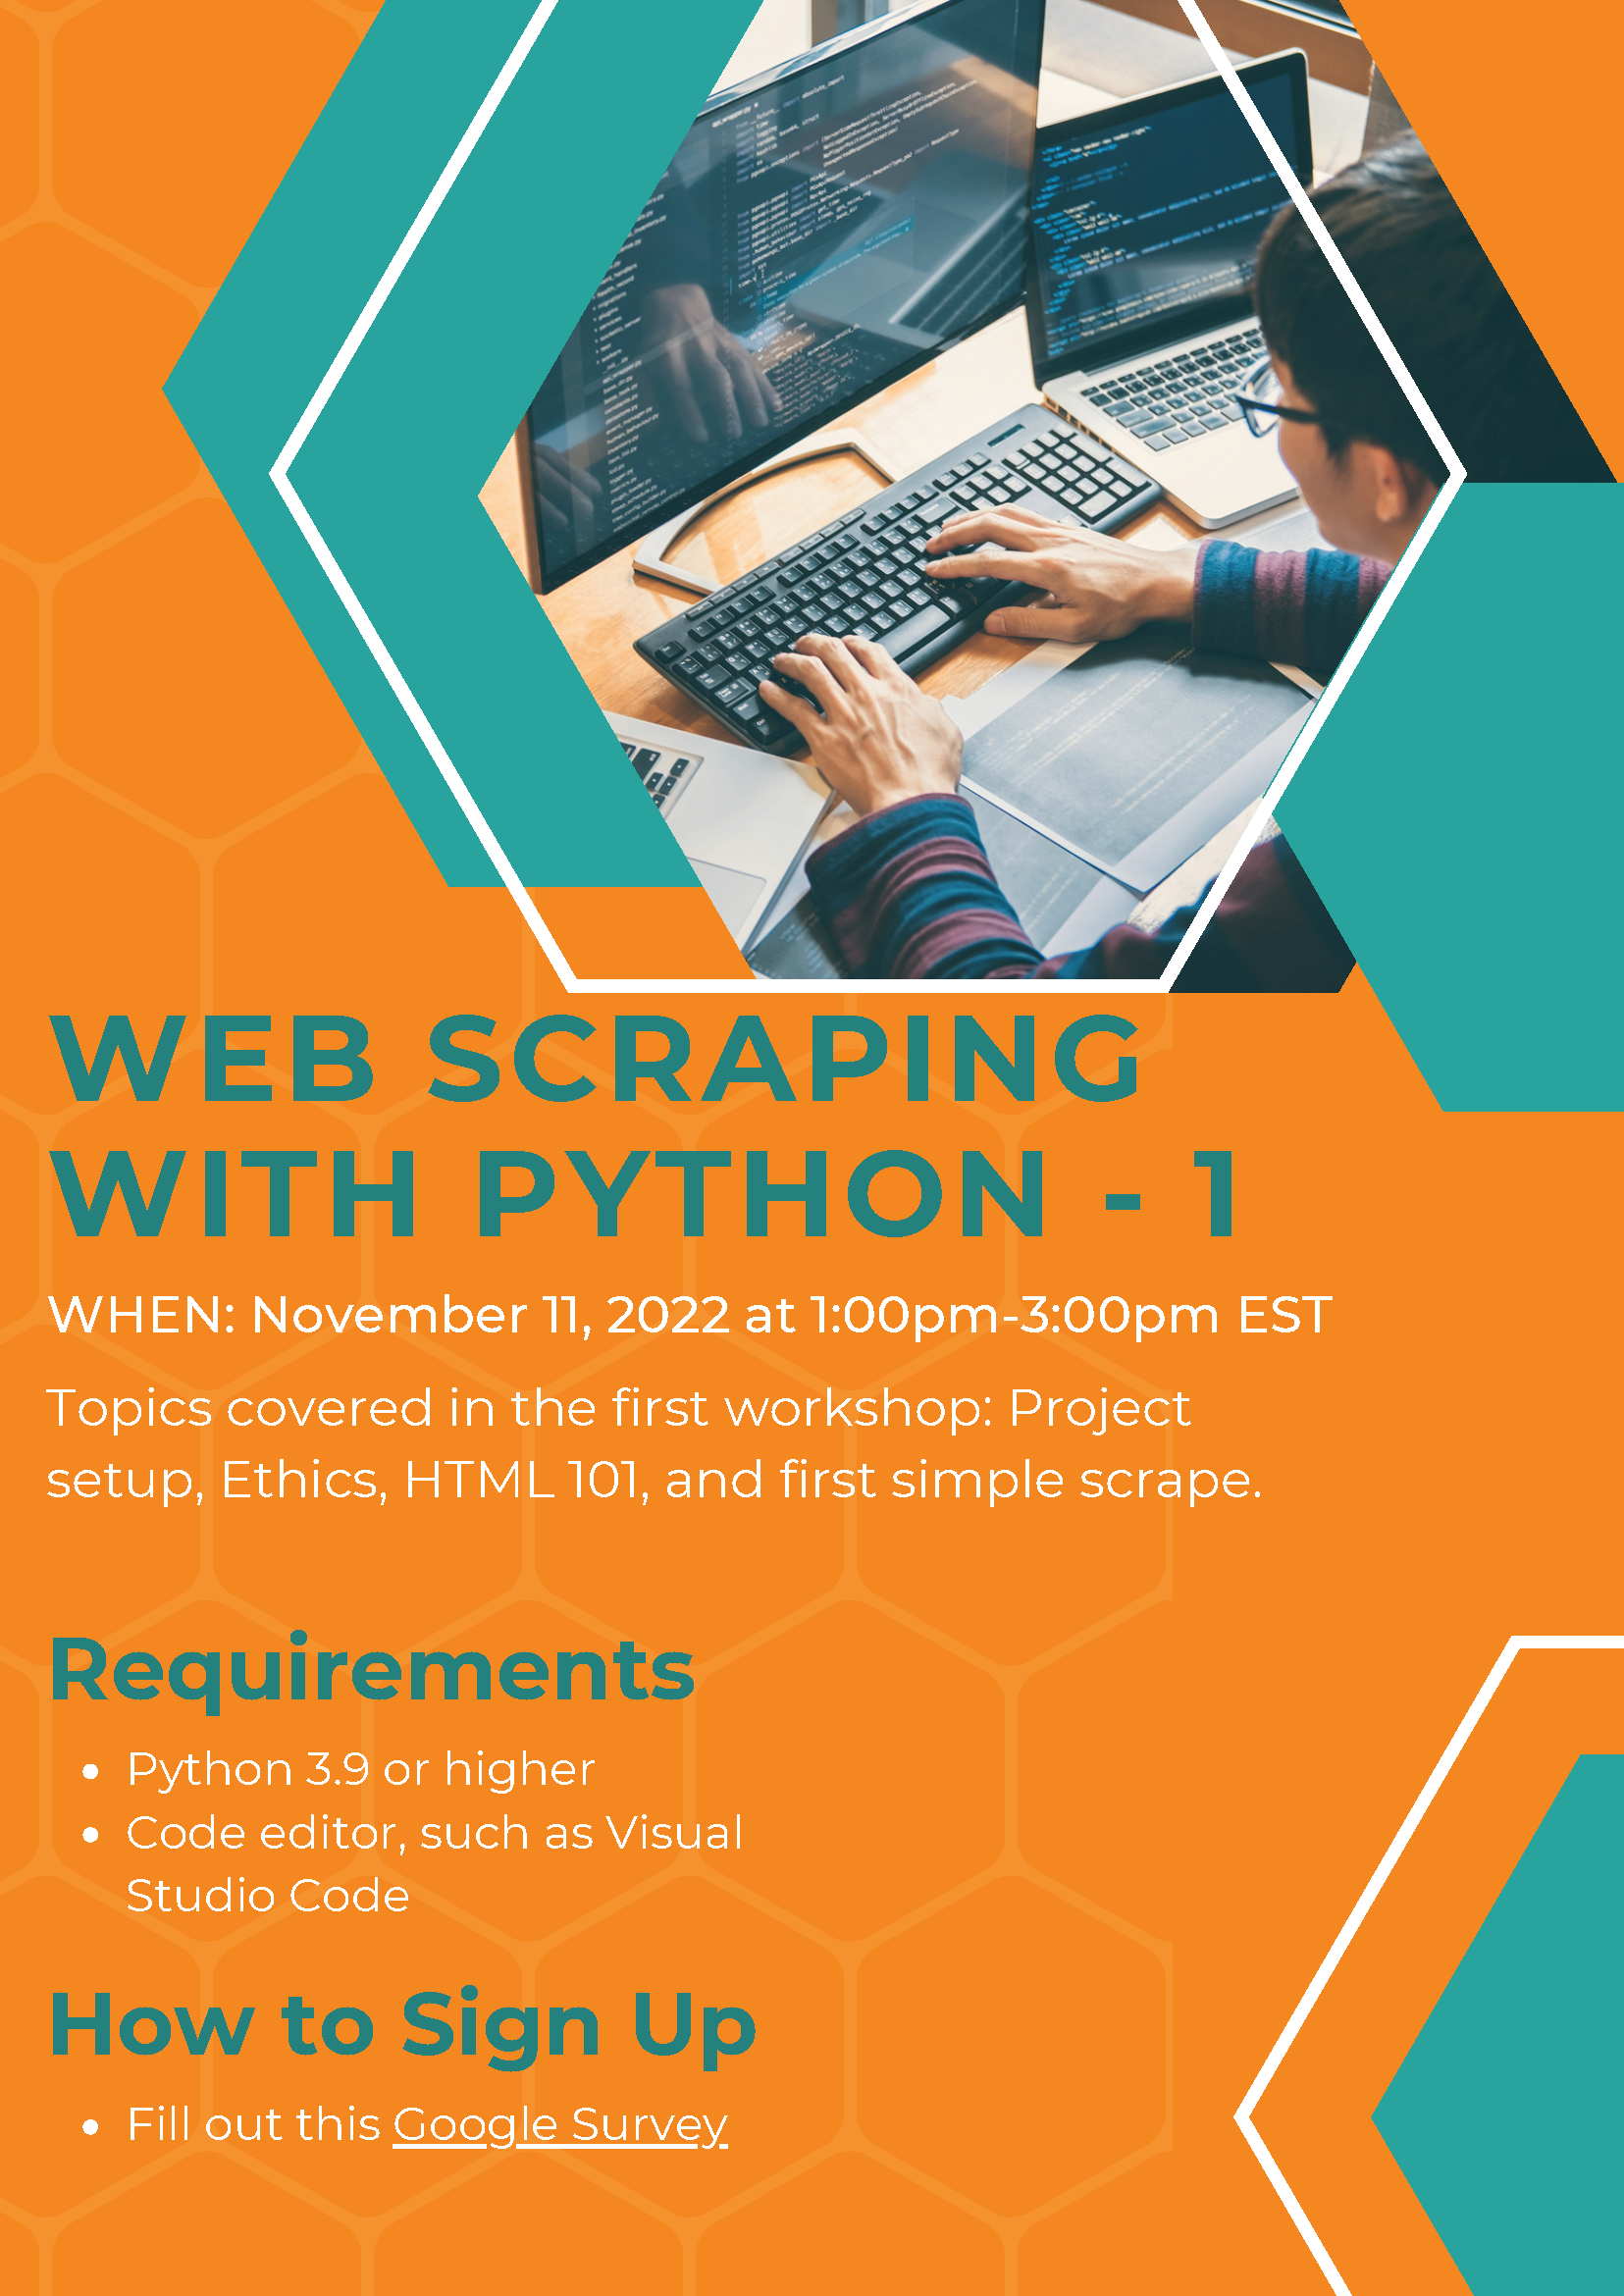 WEB SCRAPING
WITH PYTHON - 1
WHEN: November 11, 2022 at 1:00pm-3:00pm EST
Topics covered in the first workshop: Project
setup, Ethics, HTML 101, and first simple scrape.
Requirements
• Python 3.9 or higher
• Code editor, such as Visual
Studio Code
How to Sign Up
• Fill out this Google Survey